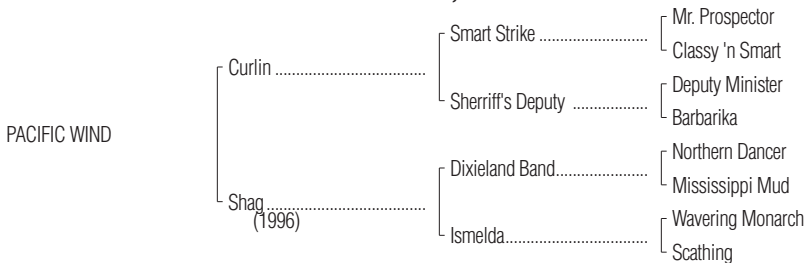 Mr. Prospector
Smart Strike ............................
Classy 'n Smart
Curlin .......................................
Deputy Minister
Sherriff's Deputy ...................
Barbarika
PACIFIC WIND
Northern Dancer
Dixieland Band.......................
Mississippi Mud
Shag.........................................
(1996)
Wavering Monarch
Ismelda....................................
Scathing